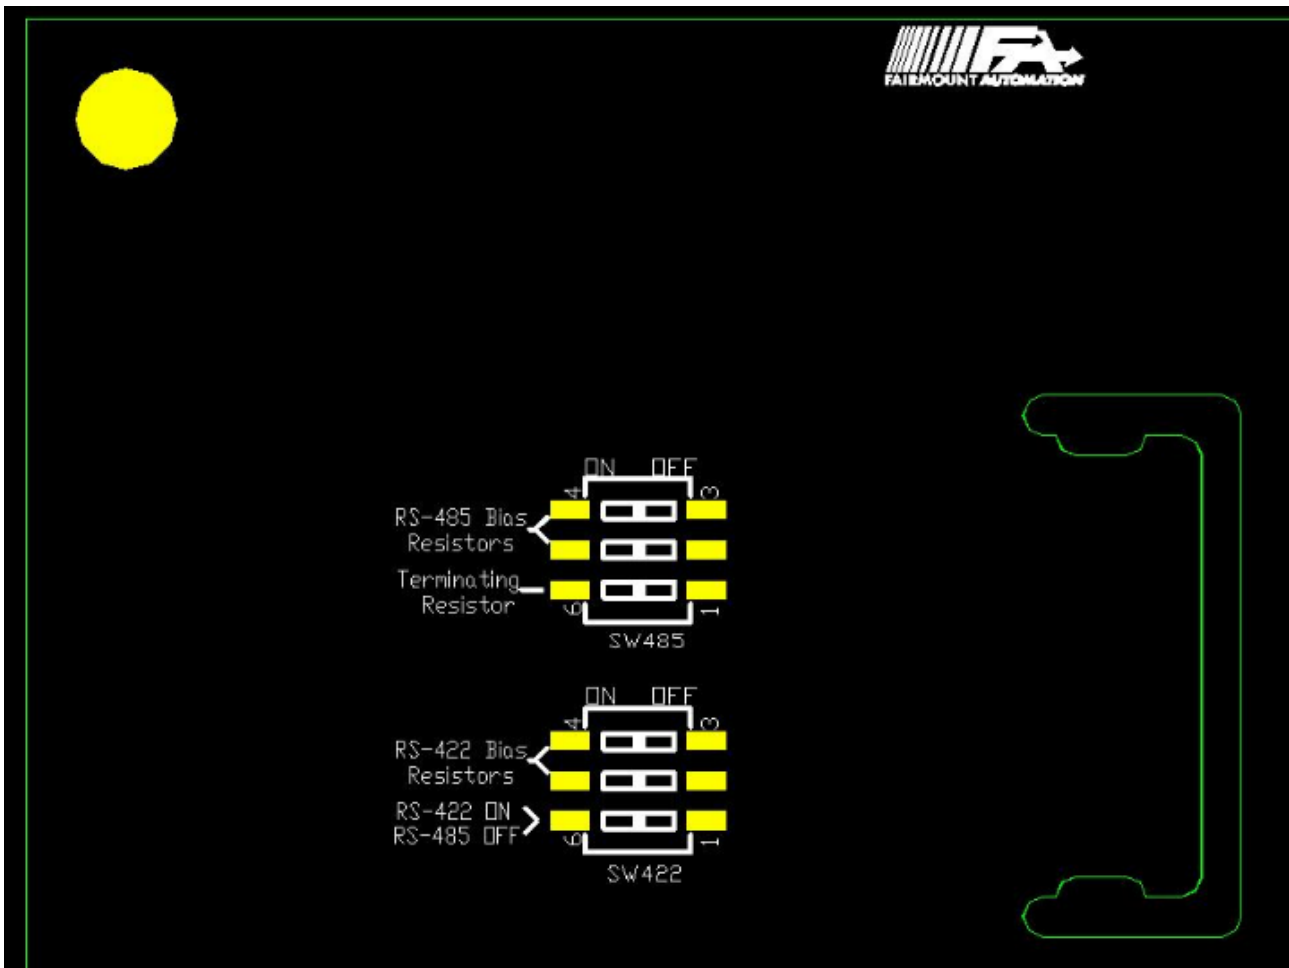 FAIRMOUNT AUTOMATION
ON OFF
4 3
RS-485 Bias
Resistors
Terminating
Resistor
6 1
SW485
ON OFF
4 3
RS-422 Bias
Resistors
RS-422 ON
RS-485 OFF
6 1
SW422